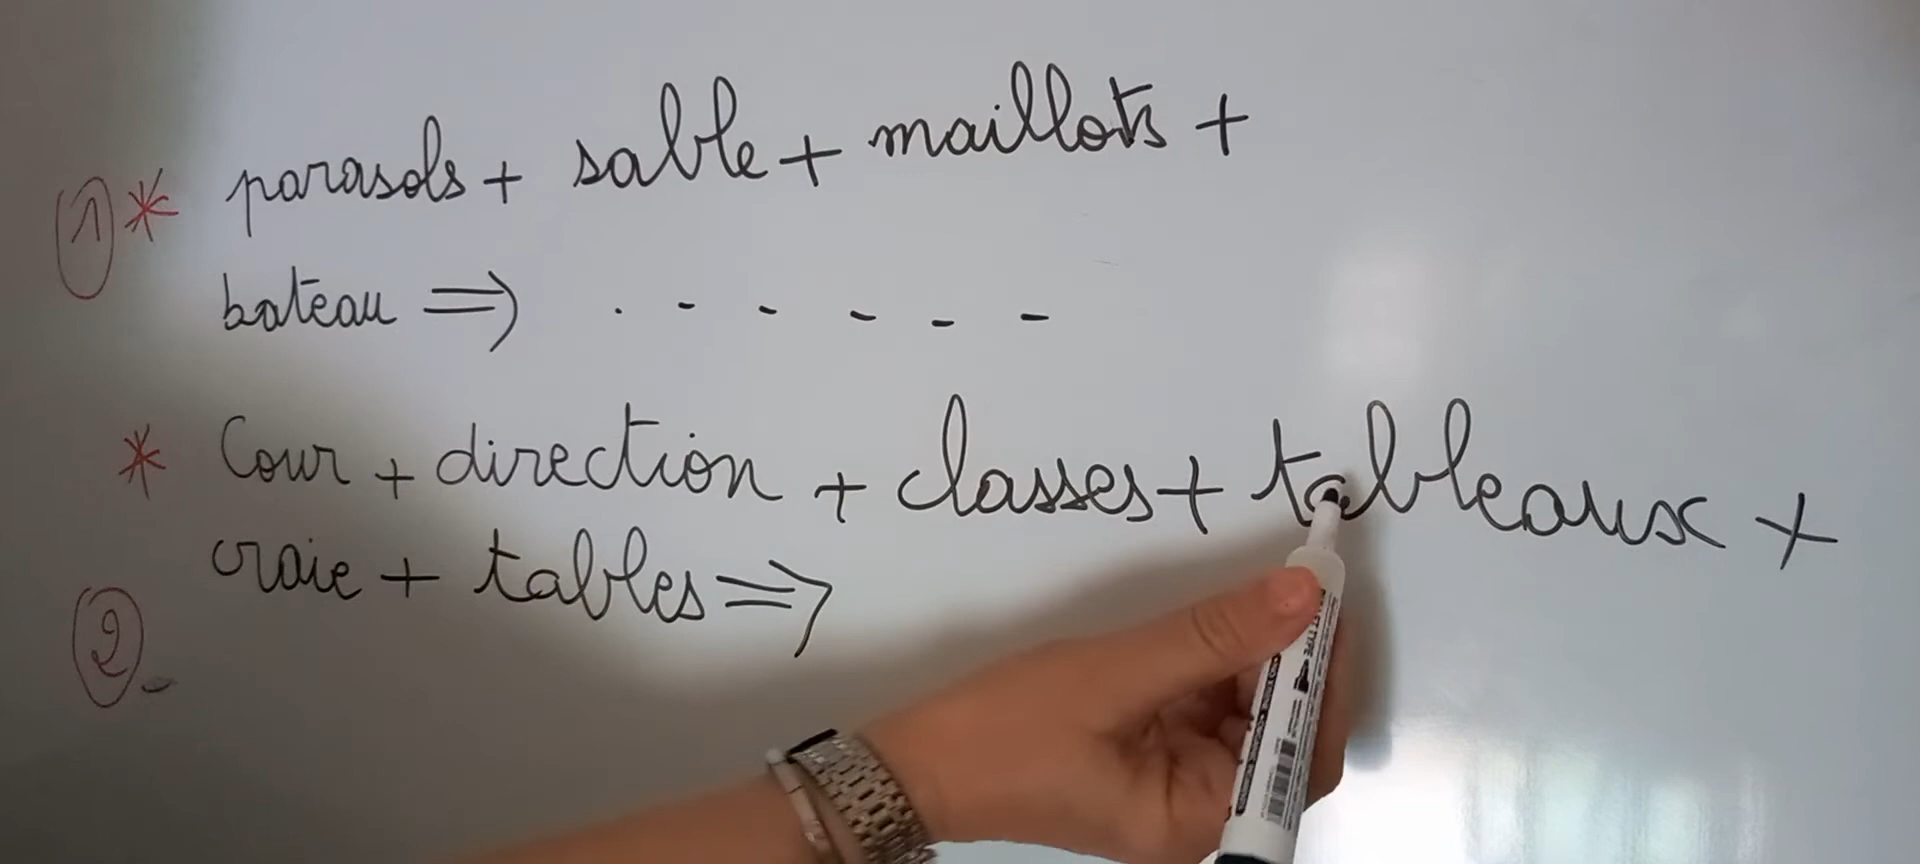 ① * parasols + sable + maillots +
bateau ⇒ . - - - - -
* Cour + direction + classes + tableaux +
craie + tables ⇒
② -